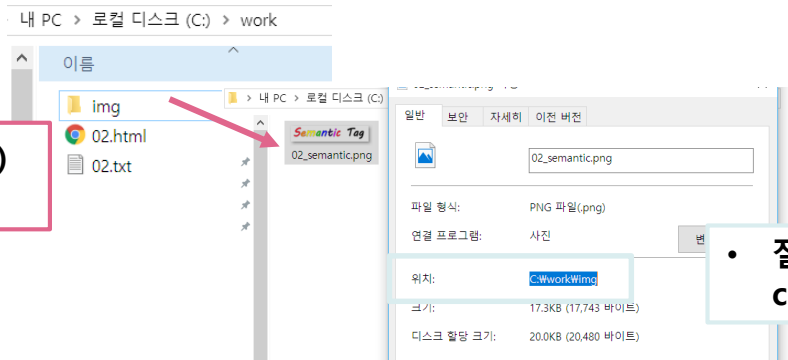 내 PC > 로컬 디스크 (C:) > work
이름
img
02.html
02.txt
)
> 내 PC > 로컬 디스크 (C:)
Semantic Tag
02_semantic.png
일반 보안 자세히 이전 버전
02_semantic.png
파일 형식: PNG 파일(.png)
연결 프로그램: 사진
위치: C:₩work₩img
크기: 17.3KB (17,743 바이트)
디스크 할당 크기: 20.0KB (20,480 바이트)
변
•
c